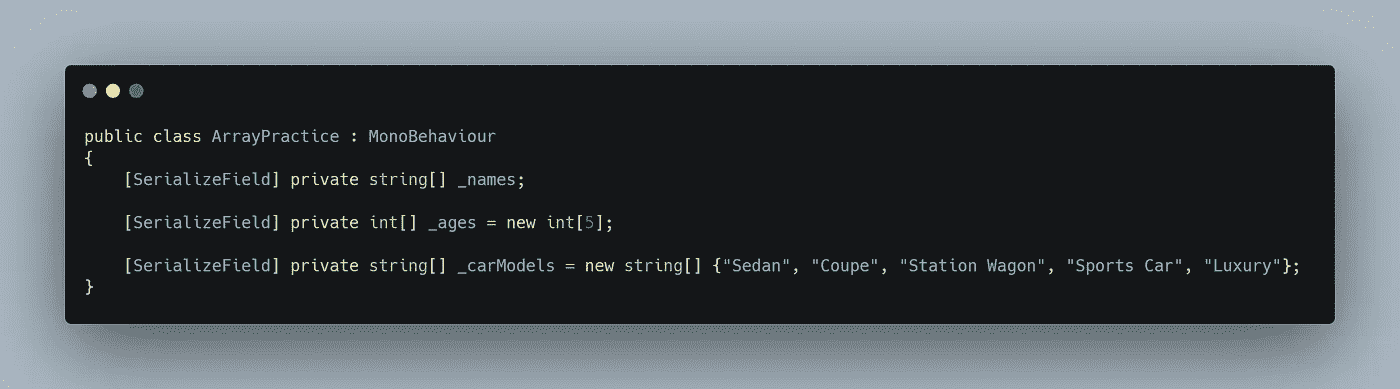 public class ArrayPractice : MonoBehaviour
{
    [SerializeField] private string[] _names;
    [SerializeField] private int[] _ages = new int[5];
    [SerializeField] private string[] _carModels = new string[] {"Sedan", "Coupe", "Station Wagon", "Sports Car", "Luxury"};
}